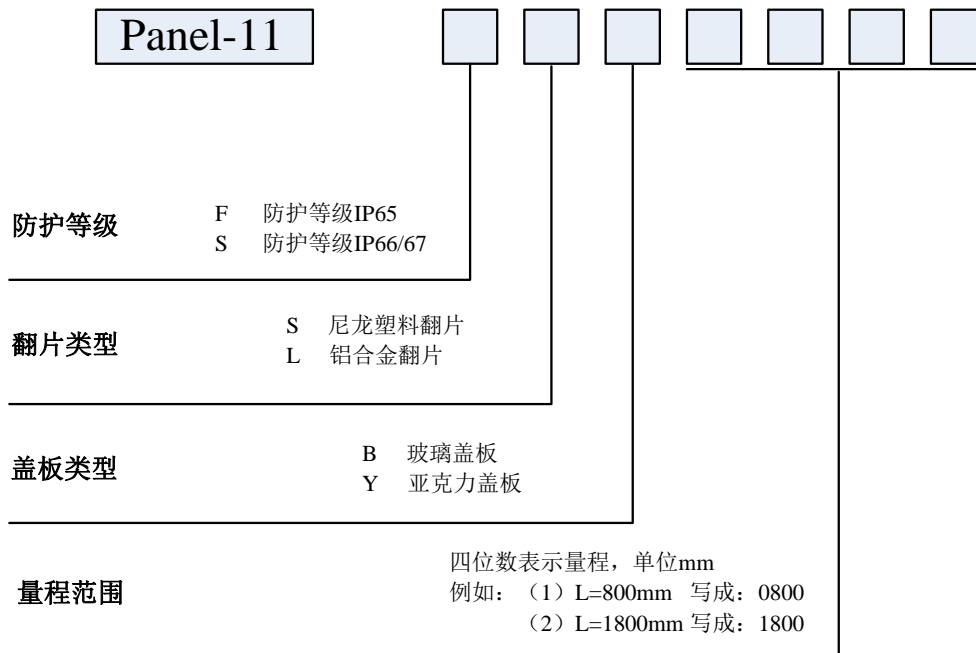 Panel-11
防护等级
F 防护等级IP65
S 防护等级IP66/67
翻片类型
S 尼龙塑料翻片
L 铝合金翻片
盖板类型
B 玻璃盖板
Y 亚克力盖板
量程范围
四位数表示量程，单位mm
例如：（1）L=800mm 写成：0800
（2）L=1800mm 写成：1800